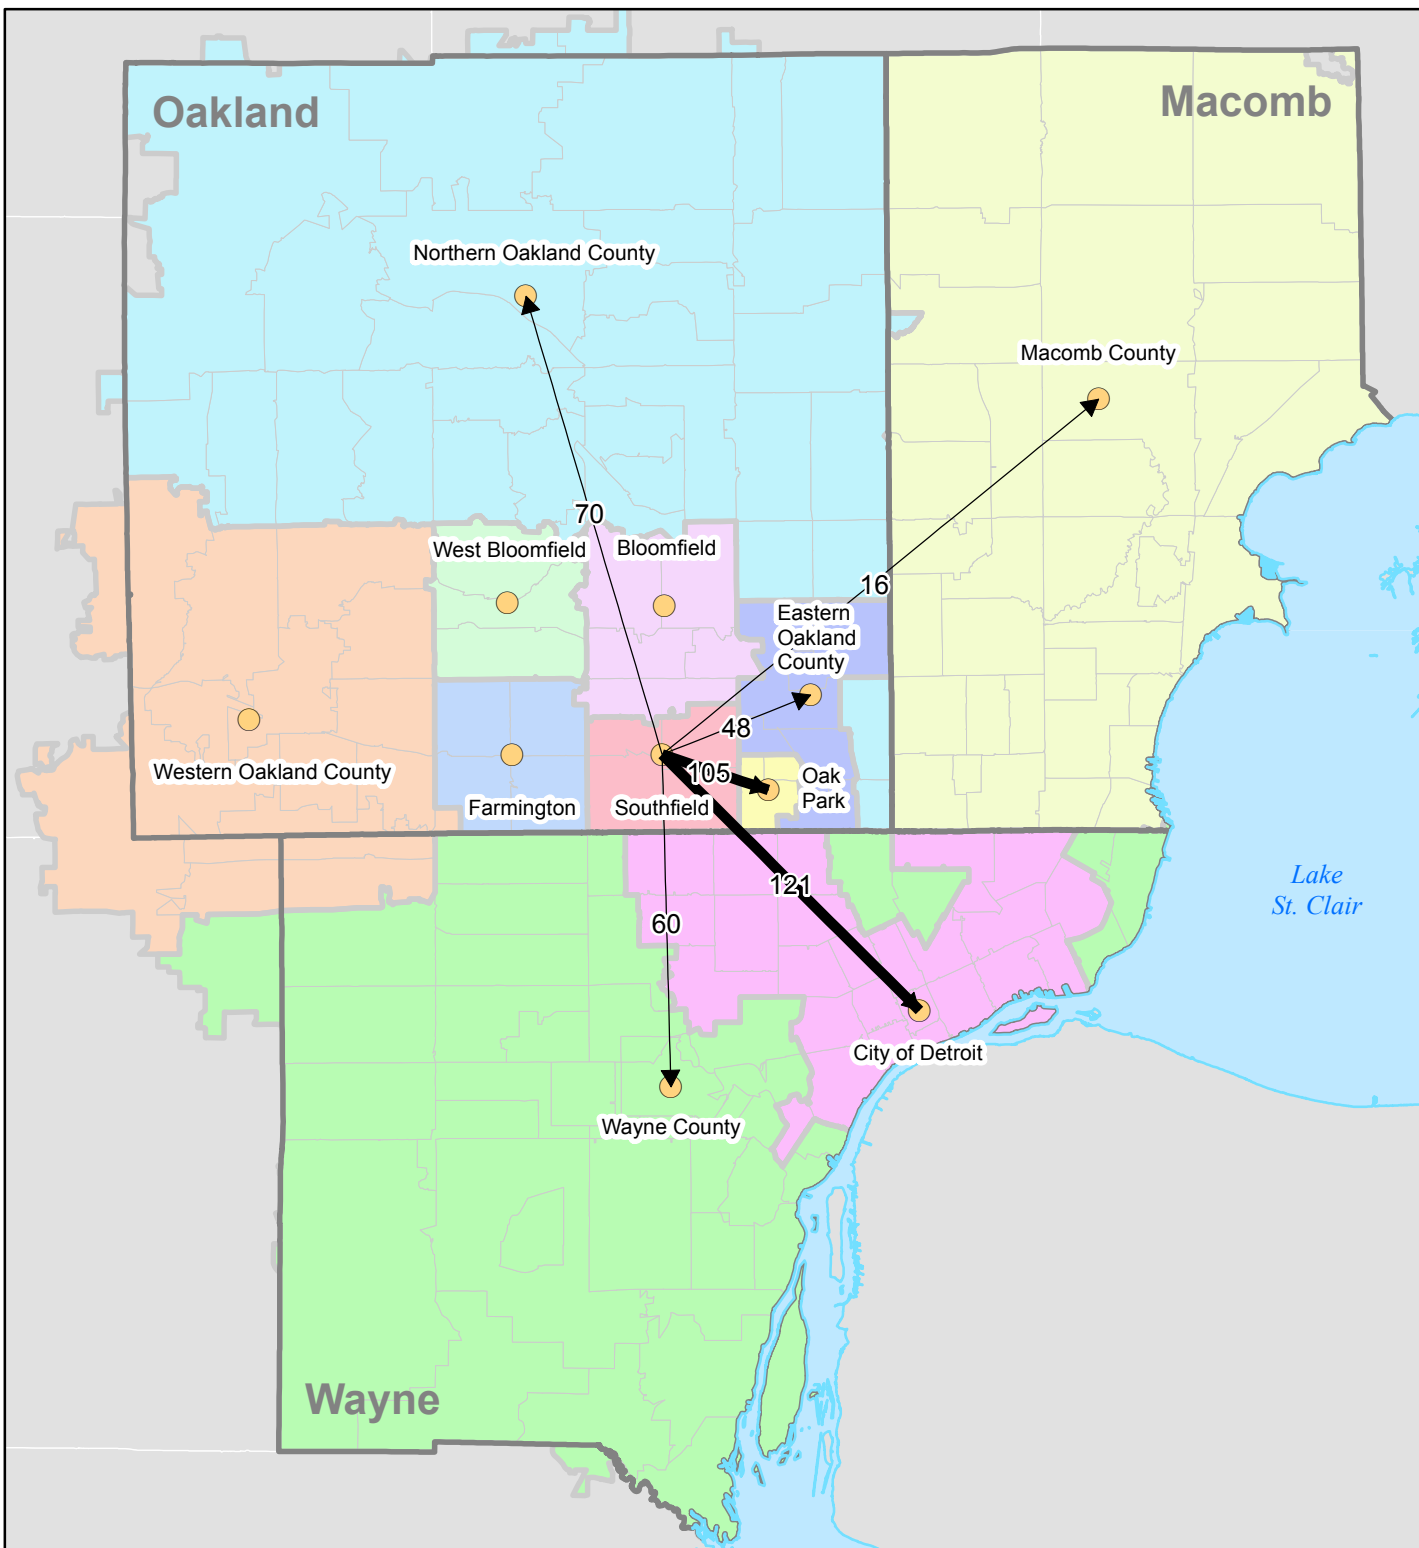 Oakland
Macomb
Northern Oakland County
Macomb County
70
West Bloomfield
Bloomfield
16
Eastern
Oakland
County
48
Western Oakland County
105
Oak
Park
Farmington
Southfield
121
Lake
St. Clair
60
City of Detroit
Wayne County
Wayne